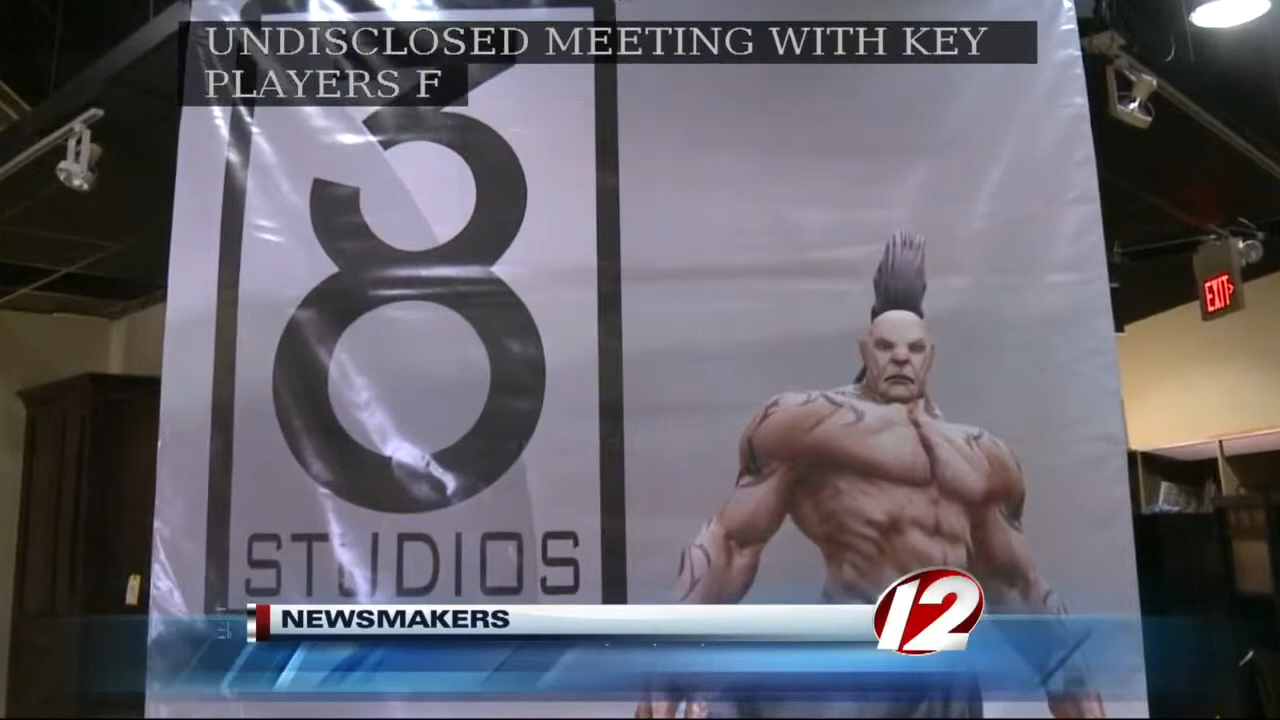 UNDISCLOSED MEETING WITH KEY
PLAYERS F
38
STUDIOS
EXIT
NEWSMAKERS
12